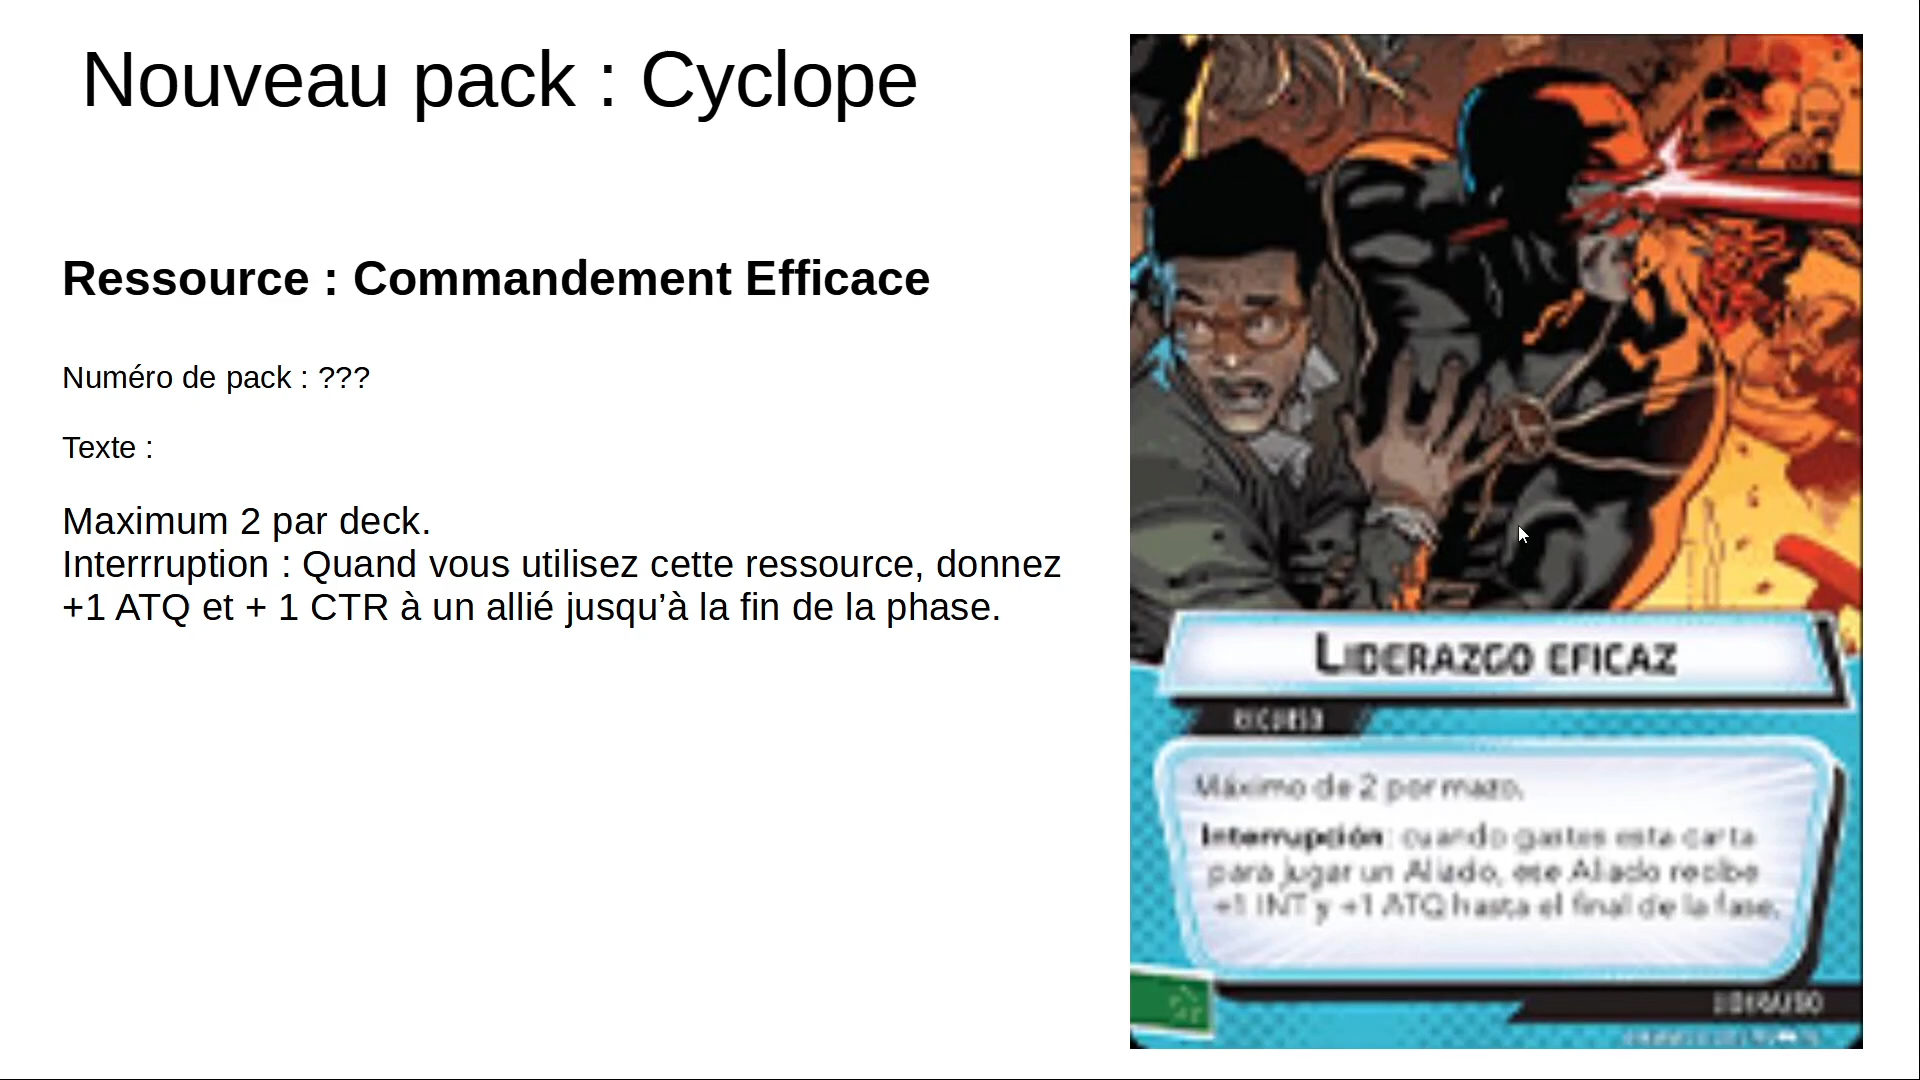 Nouveau pack : Cyclope
Ressource : Commandement Efficace
Numéro de pack : ???
Texte :
Maximum 2 par deck.
Interrruption : Quand vous utilisez cette ressource, donnez
+1 ATQ et + 1 CTR à un allié jusqu’à la fin de la phase.
LIDERAZGO EFICAZ
RECURSO
Máximo de 2 por mazo.
Interrupción: cuando gastes esta carta
para jugar un Aliado, ese Aliado recibe
+1 INT y +1 ATQ hasta el final de la fase.
LIDERAZGO